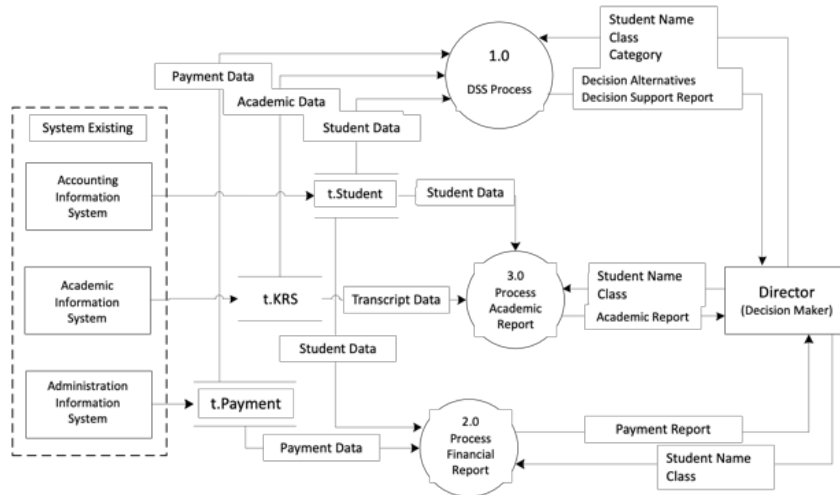 Student Name
Class
Category
1.0
DSS Process
Payment Data
Decision Alternatives
Decision Support Report
Academic Data
Student Data
System Existing
Accounting
Information
System
t.Student
Student Data
Academic
Information
System
t.KRS
Transcript Data
3.0
Process
Academic
Report
Student Name
Class
Academic Report
Director
(Decision Maker)
Student Data
Administration
Information
System
t.Payment
Payment Data
2.0
Process
Financial
Report
Payment Report
Student Name
Class